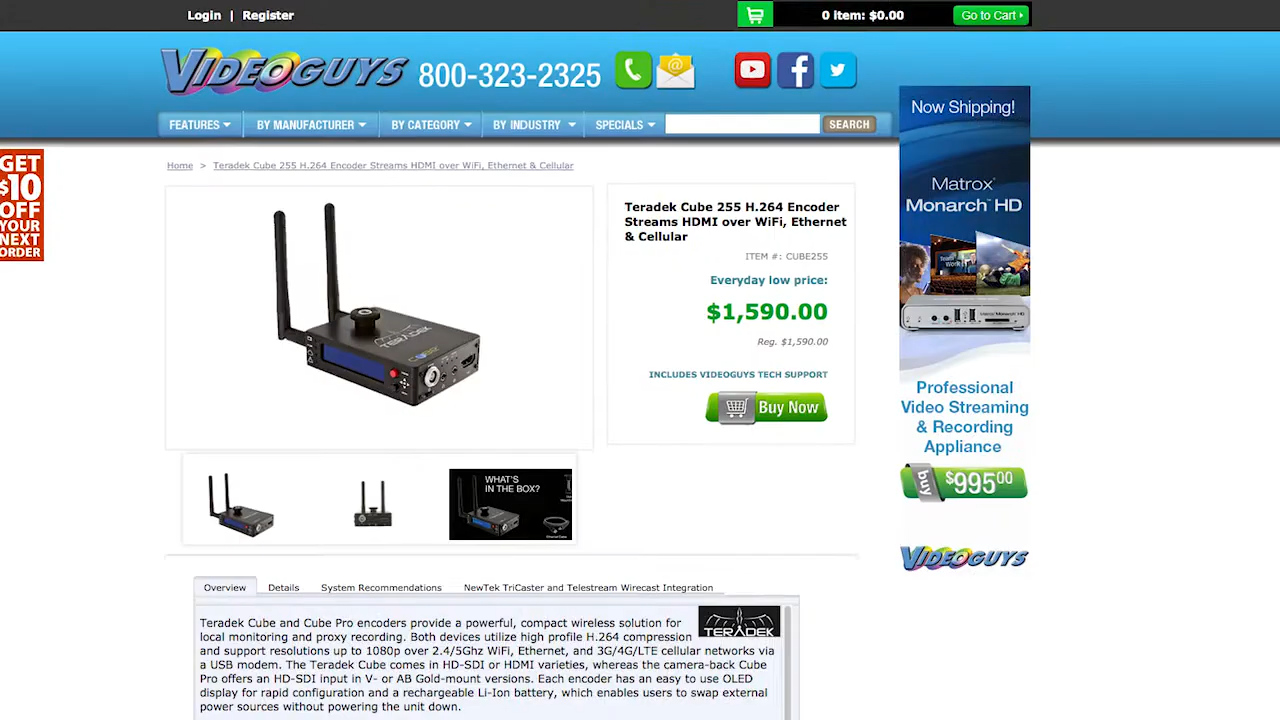 Login | Register
0 item: $0.00
Go to Cart
VIDEOGUYS 800-323-2325
FEATURES BY MANUFACTURER BY CATEGORY BY INDUSTRY SPECIALS SEARCH
Home > Teradek Cube 255 H.264 Encoder Streams HDMI over WiFi, Ethernet & Cellular
GET
$10
OFF
YOUR
NEXT
ORDER
TERADEK
CUBE
Teradek Cube 255 H.264 Encoder
Streams HDMI over WiFi, Ethernet
& Cellular
ITEM #: CUBE255
Everyday low price:
$1,590.00
Reg. $1,590.00
INCLUDES VIDEOGUYS TECH SUPPORT
Buy Now
WHAT'S
IN THE BOX?
Now Shipping!
Matrox
Monarch™ HD
Professional
Video Streaming
& Recording
Appliance
buy $995.00
VIDEOGUYS
Overview Details System Recommendations NewTek TriCaster and Telestream Wirecast Integration
Teradek Cube and Cube Pro encoders provide a powerful, compact wireless solution for
local monitoring and proxy recording. Both devices utilize high profile H.264 compression
and support resolutions up to 1080p over 2.4/5Ghz WiFi, Ethernet, and 3G/4G/LTE cellular networks via
a USB modem. The Teradek Cube comes in HD-SDI or HDMI varieties, whereas the camera-back Cube
Pro offers an HD-SDI input in V- or AB Gold-mount versions. Each encoder has an easy to use OLED
display for rapid configuration and a rechargeable Li-Ion battery, which enables users to swap external
power sources without powering the unit down.
TERADEK